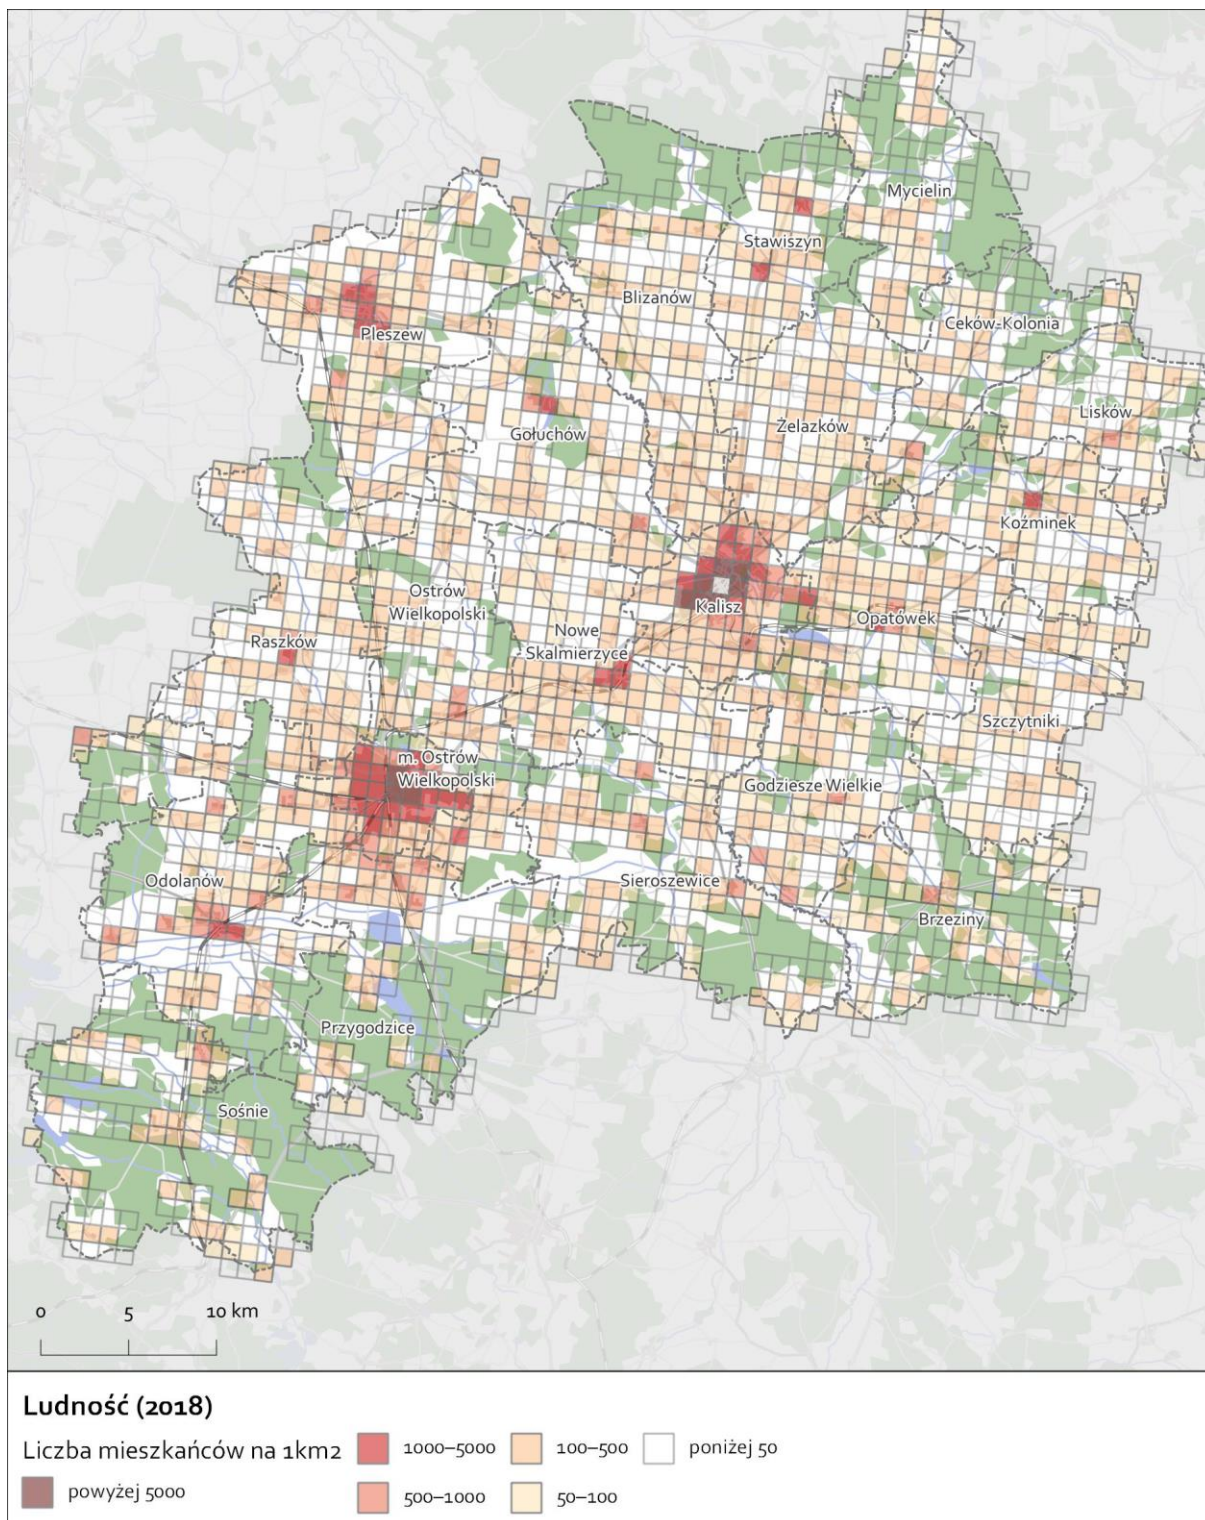 Mycielin
Stawiszyn
Blizanów
Ceków-Kolonia
Pleszew
Lisków
Gołuchów
Żelazków
Koźminek
Ostrów
Wielkopolski
Kalisz
Opatówek
Nowe
Skalmierzyce
Raszków
Szczytniki
m. Ostrów
Wielkopolski
Godziesze Wielkie
Odolanów
Sieroszewice
Brzeziny
Przygodzice
Sośnie
0 5 10 km
Ludność (2018)
Liczba mieszkańców na 1km2
powyżej 5000
1000–5000
500–1000
100–500
50–100
poniżej 50